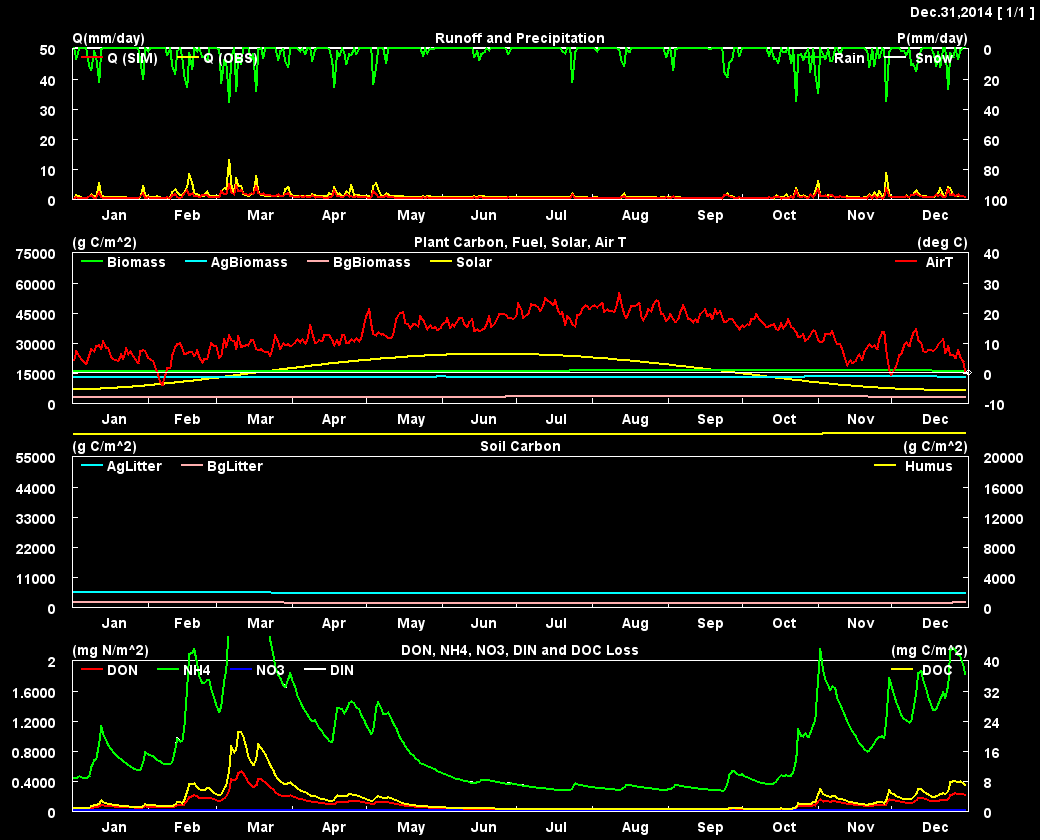 Dec.31,2014 [ 1/1 ]
Q(mm/day) Runoff and Precipitation P(mm/day)
50 0
Q (SIM) Q (OBS) Rain Snow
40 20
30 40
20 60
10 80
0 100
Jan Feb Mar Apr May Jun Jul Aug Sep Oct Nov Dec
(g C/m^2) Plant Carbon, Fuel, Solar, Air T (deg C)
75000 40
Biomass AgBiomass BgBiomass Solar AirT
60000 30
45000 20
30000 10
15000 0
0 -10
Jan Feb Mar Apr May Jun Jul Aug Sep Oct Nov Dec
(g C/m^2) Soil Carbon (g C/m^2)
55000 20000
AgLitter BgLitter Humus
44000 16000
33000 12000
22000 8000
11000 4000
0 0
Jan Feb Mar Apr May Jun Jul Aug Sep Oct Nov Dec
(mg N/m^2) DON, NH4, NO3, DIN and DOC Loss (mg C/m^2)
2 40
DON NH4 NO3 DIN DOC
1.6000 32
1.2000 24
0.8000 16
0.4000 8
0 0
Jan Feb Mar Apr May Jun Jul Aug Sep Oct Nov Dec